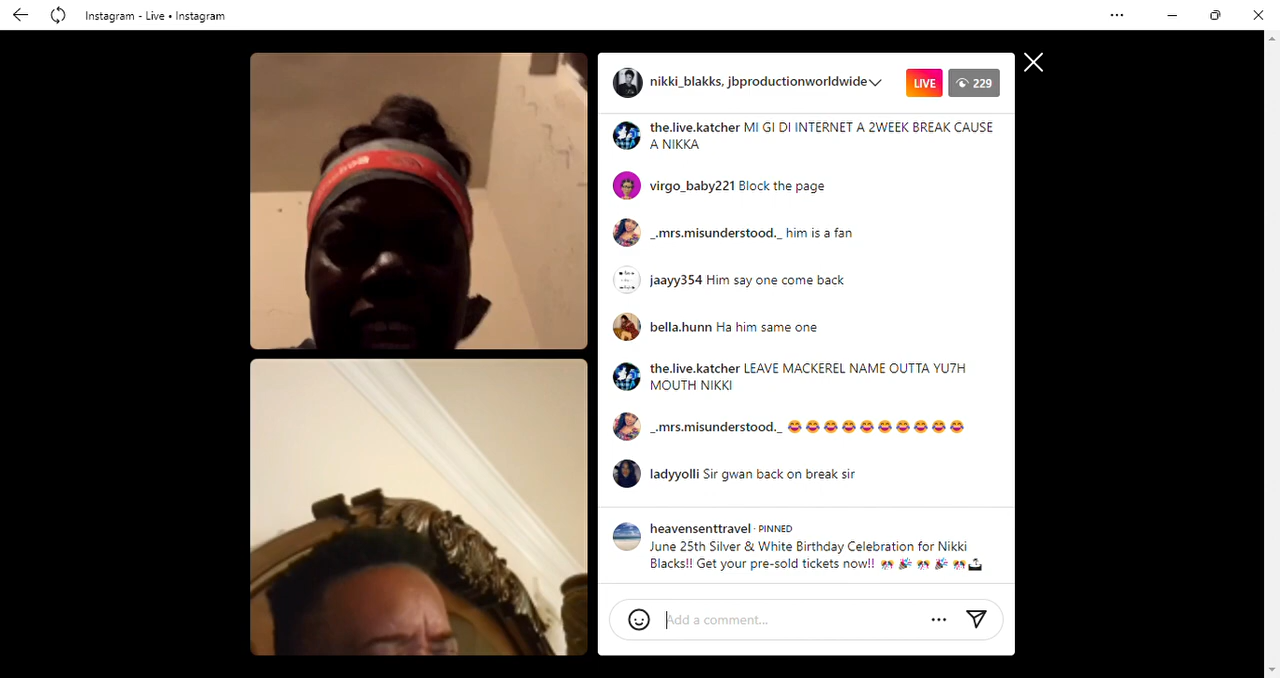 Instagram - Live • Instagram
nikki_blakks, jbproductionworldwide
LIVE
229
the.live.katcher MI GI DI INTERNET A 2WEEK BREAK CAUSE
A NIKKA
virgo_baby221 Block the page
_.mrs.misunderstood._ him is a fan
jaayy354 Him say one come back
bella.hunn Ha him same one
the.live.katcher LEAVE MACKEREL NAME OUTTA YU7H
MOUTH NIKKI
_.mrs.misunderstood._ 😂😂😂😂😂😂😂😂😂😂
ladyyolli Sir gwan back on break sir
heavensenttravel · PINNED
June 25th Silver & White Birthday Celebration for Nikki
Blacks!! Get your pre-sold tickets now!! 🎊 🎉 🎊 🎉 🎊 🗳
Add a comment...